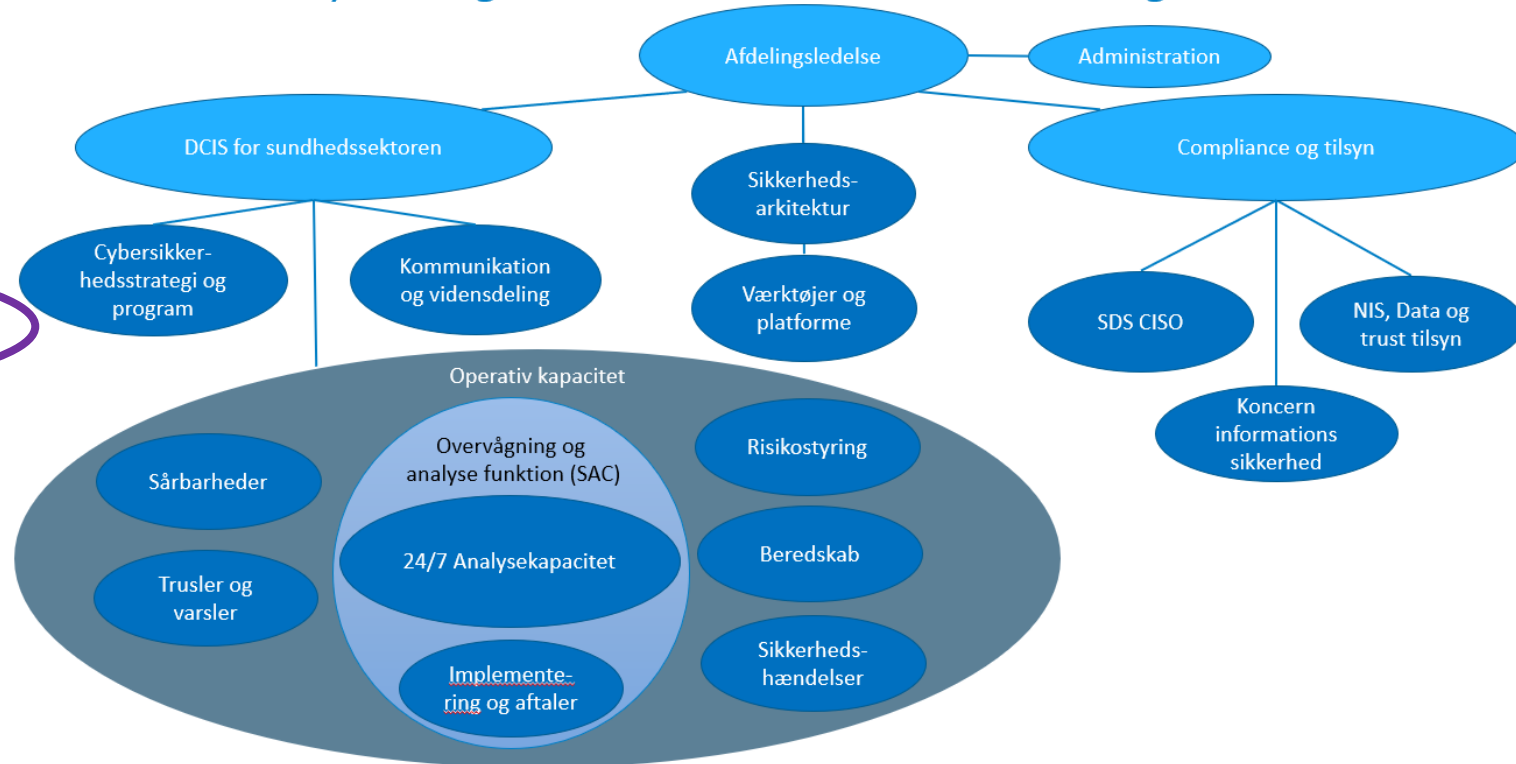 Afdelingsledelse
Administration
DCIS for sundhedssektoren
Compliance og tilsyn
Sikkerheds-
arkitektur
Cybersikker-
hedsstrategi og
program
Kommunikation
og vidensdeling
Værktøjer og
platforme
SDS CISO
NIS, Data og
trust tilsyn
Koncern
informations
sikkerhed
Operativ kapacitet
Overvågning og
analyse funktion (SAC)
Sårbarheder
Risikostyring
24/7 Analysekapacitet
Beredskab
Trusler og
varsler
Implemente-
ring og aftaler
Sikkerheds-
hændelser